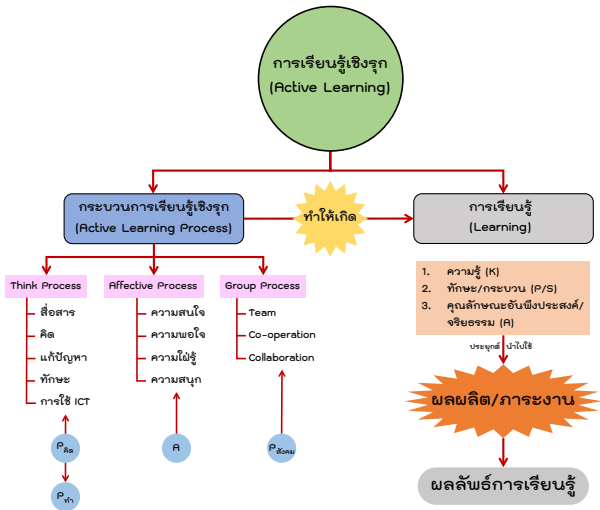 การเรียนรู้เชิงรุก
(Active Learning)
กระบวนการเรียนรู้เชิงรุก
(Active Learning Process)
ทำให้เกิด
การเรียนรู้
(Learning)
Think Process
สื่อสาร
คิด
แก้ปัญหา
ทักษะ
การใช้ ICT
Pคิด
Pทำ
Affective Process
ความสนใจ
ความพอใจ
ความใฝ่รู้
ความสนุก
A
Group Process
Team
Co-operation
Collaboration
Pสังคม
1. ความรู้ (K)
2. ทักษะ/กระบวน (P/S)
3. คุณลักษณะอันพึงประสงค์/
จริยธรรม (A)
ประยุกต์ นำไปใช้
ผลผลิต/ภาระงาน
ผลลัพธ์การเรียนรู้